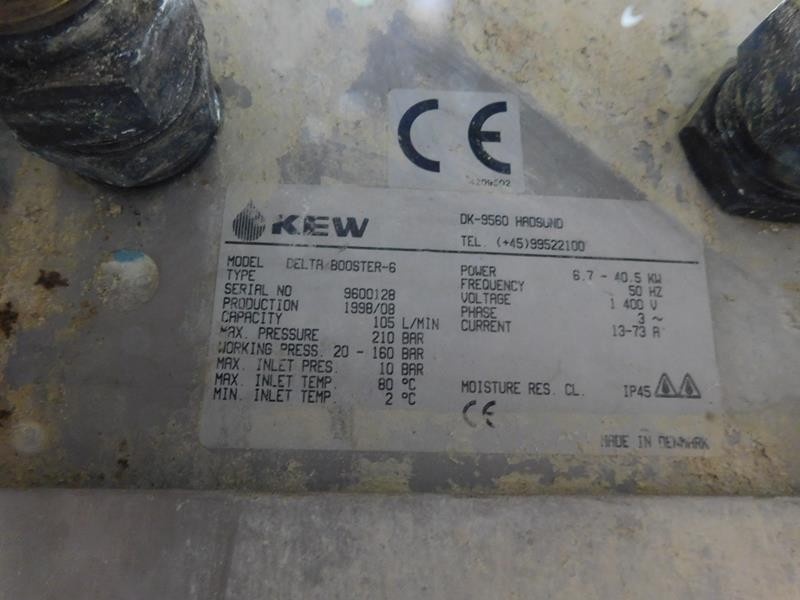 CE
4209502
KEW
DK-9560 HADSUND
TEL. (+45)99522100
MODEL DELTA BOOSTER-6
TYPE
SERIAL NO 9600128
PRODUCTION 1998/08
CAPACITY 105 L/MIN
MAX. PRESSURE 210 BAR
WORKING PRESS. 20 - 160 BAR
MAX. INLET PRES. 10 BAR
MAX. INLET TEMP. 80 °C
MIN. INLET TEMP. 2 °C
POWER 6.7 - 40.5 KW
FREQUENCY 50 HZ
VOLTAGE 1 400 V
PHASE 3 ~
CURRENT 13-73 A
MOISTURE RES. CL. IP45
CE
MADE IN DENMARK